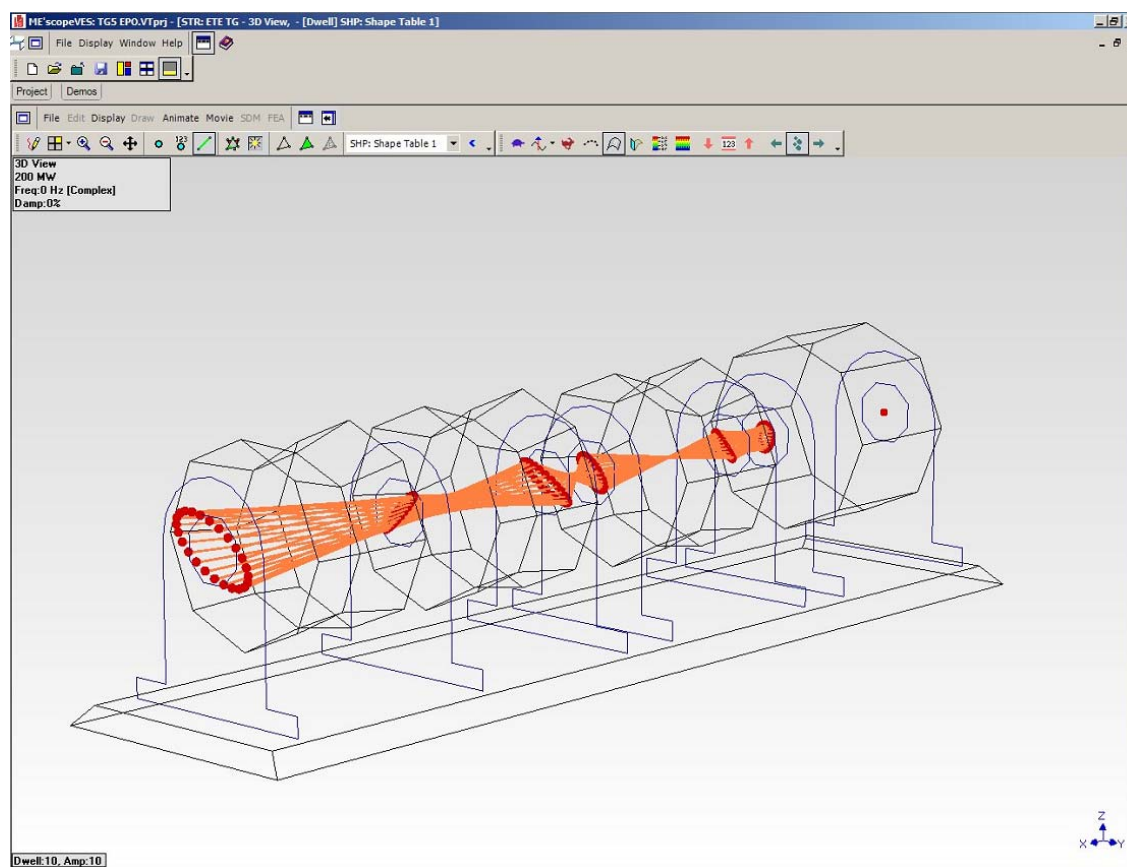 ME'scopeVES: TG5 EPO.VTprj - [STR: ETE TG - 3D View, - [Dwell] SHP: Shape Table 1]
File Display Window Help
Project Demos
File Edit Display Draw Animate Movie SDM FEA
123 SHP: Shape Table 1 123
3D View
200 MW
Freq:0 Hz [Complex]
Damp:0%
Z
X Y
Dwell:10, Amp:10